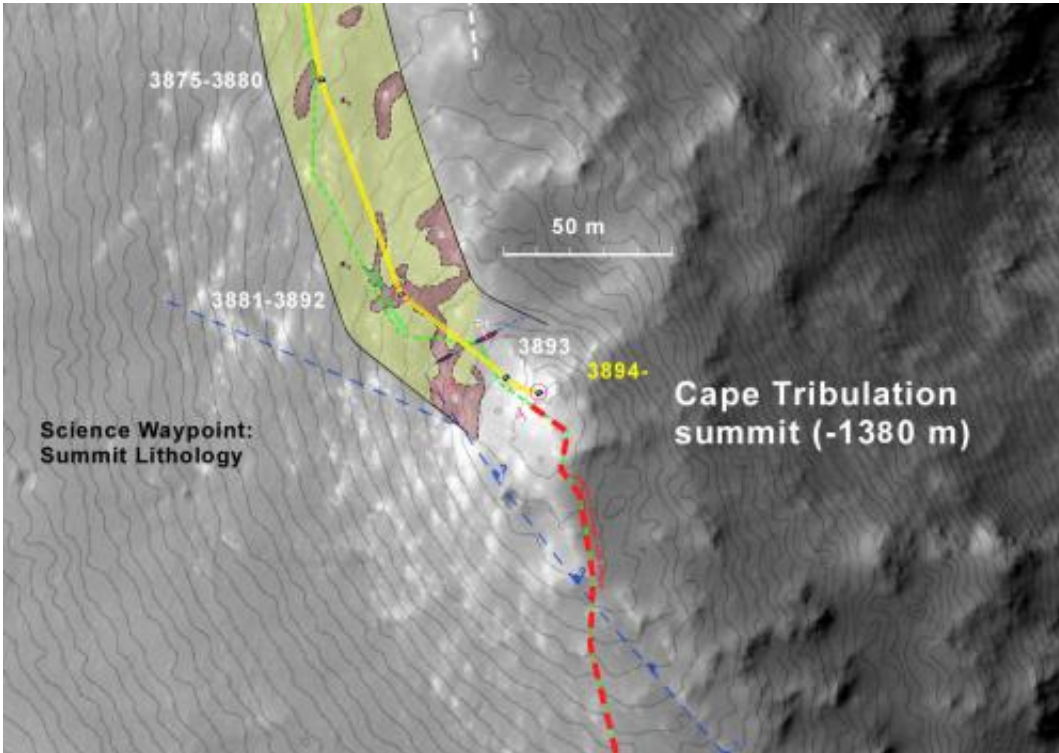 3875-3880
50 m
3881-3892
3893
3894-
Cape Tribulation
summit (-1380 m)
Science Waypoint:
Summit Lithology